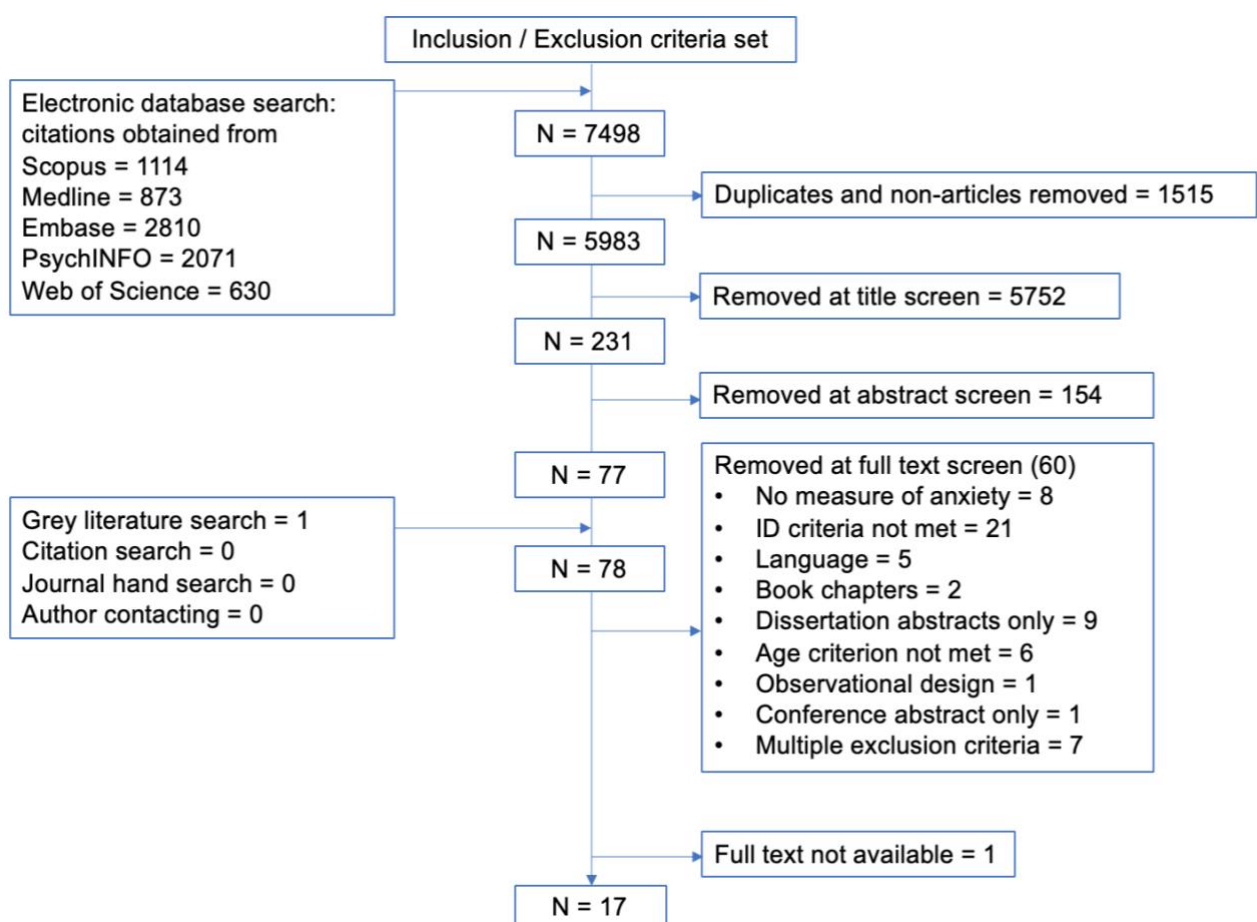 Inclusion / Exclusion criteria set
Electronic database search:
citations obtained from
Scopus = 1114
Medline = 873
Embase = 2810
PsychINFO = 2071
Web of Science = 630
N = 7498
Duplicates and non-articles removed = 1515
N = 5983
Removed at title screen = 5752
N = 231
Removed at abstract screen = 154
N = 77
Grey literature search = 1
Citation search = 0
Journal hand search = 0
Author contacting = 0
N = 78
Removed at full text screen (60)
• No measure of anxiety = 8
• ID criteria not met = 21
• Language = 5
• Book chapters = 2
• Dissertation abstracts only = 9
• Age criterion not met = 6
• Observational design = 1
• Conference abstract only = 1
• Multiple exclusion criteria = 7
Full text not available = 1
N = 17